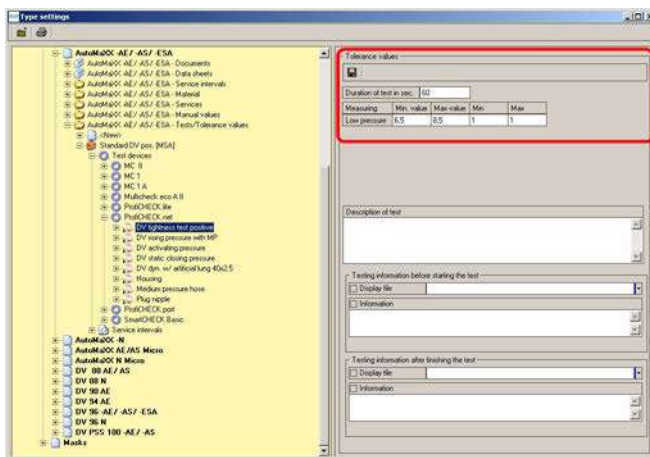 Type settings
AutoMaXX -AE/ -AS/ -ESA
AutoMaXX -AE/ -AS/ -ESA - Documents
AutoMaXX -AE/ -AS/ -ESA - Data sheets
AutoMaXX -AE/ -AS/ -ESA - Service intervals
AutoMaXX -AE/ -AS/ -ESA - Material
AutoMaXX -AE/ -AS/ -ESA - Services
AutoMaXX -AE/ -AS/ -ESA - Manual values
AutoMaXX -AE/ -AS/ -ESA - Tests/Tolerance values
<New>
Standard DV pos. [MSA]
Test devices
MC II
MC 1
MC 1 A
Multicheck eco A II
ProfiCHECK lite
ProfiCHECK.net
DV tightness test positive
DV rising pressure with MP
DV activating pressure
DV static closing pressure
DV dyn. w/ artificial lung 40x2.5
Housing
Medium pressure hose
Plug nipple
ProfiCHECK port
SmartCHECK Basic
Service intervals
AutoMaXX -N
AutoMaXX AE/AS Micro
AutoMaXX N Micro
DV 88 AE/ AS
DV 88 N
DV 90 AE
DV 94 AE
DV 96 -AE/ -AS/ -ESA
DV 96 N
DV PSS 100 -AE/ -AS
Masks
Tolerance values
Duration of test in sec. 60
Measuring Min. value Max value Min Max
Low pressure - 6.5 8.5 1 1
Description of test
Testing information before starting the test
Display file
Information
Testing information after finishing the test
Display file
Information